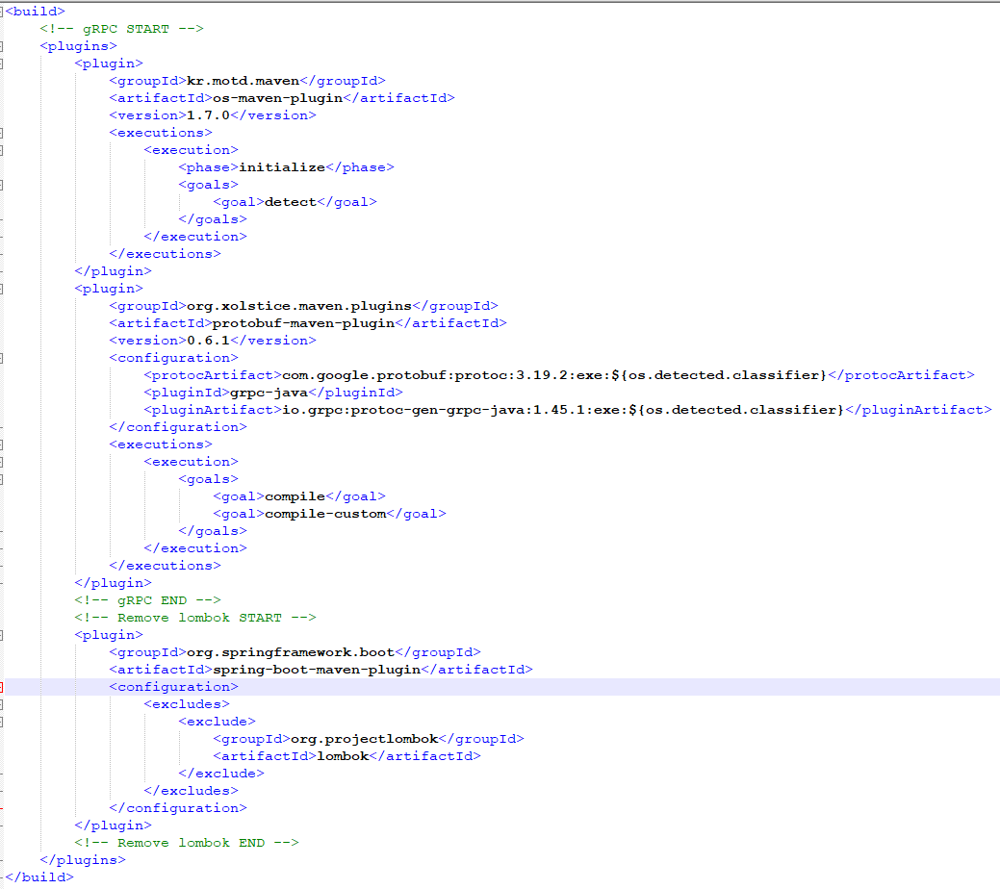 <build>
    <!-- gRPC START -->
    <plugins>
        <plugin>
            <groupId>kr.motd.maven</groupId>
            <artifactId>os-maven-plugin</artifactId>
            <version>1.7.0</version>
            <executions>
                <execution>
                    <phase>initialize</phase>
                    <goals>
                        <goal>detect</goal>
                    </goals>
                </execution>
            </executions>
        </plugin>
        <plugin>
            <groupId>org.xolstice.maven.plugins</groupId>
            <artifactId>protobuf-maven-plugin</artifactId>
            <version>0.6.1</version>
            <configuration>
                <protocArtifact>com.google.protobuf:protoc:3.19.2:exe:${os.detected.classifier}</protocArtifact>
                <pluginId>grpc-java</pluginId>
                <pluginArtifact>io.grpc:protoc-gen-grpc-java:1.45.1:exe:${os.detected.classifier}</pluginArtifact>
            </configuration>
            <executions>
                <execution>
                    <goals>
                        <goal>compile</goal>
                        <goal>compile-custom</goal>
                    </goals>
                </execution>
            </executions>
        </plugin>
        <!-- gRPC END -->
        <!-- Remove lombok START -->
        <plugin>
            <groupId>org.springframework.boot</groupId>
            <artifactId>spring-boot-maven-plugin</artifactId>
            <configuration>
                <excludes>
                    <exclude>
                        <groupId>org.projectlombok</groupId>
                        <artifactId>lombok</artifactId>
                    </exclude>
                </excludes>
            </configuration>
        </plugin>
        <!-- Remove lombok END -->
    </plugins>
</build>